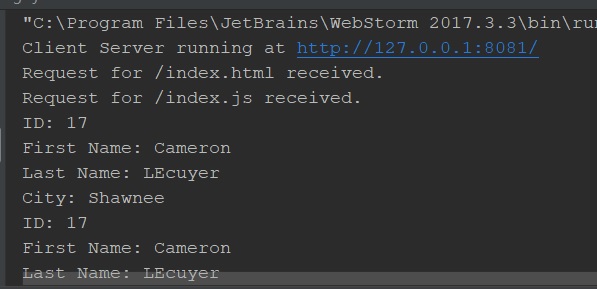 "C:\Program Files\JetBrains\WebStorm 2017.3.3\bin\
Client Server running at http://127.0.0.1:8081/
Request for /index.html received.
Request for /index.js received.
ID: 17
First Name: Cameron
Last Name: LEcuyer
City: Shawnee
ID: 17
First Name: Cameron
Last Name: LEcuyer